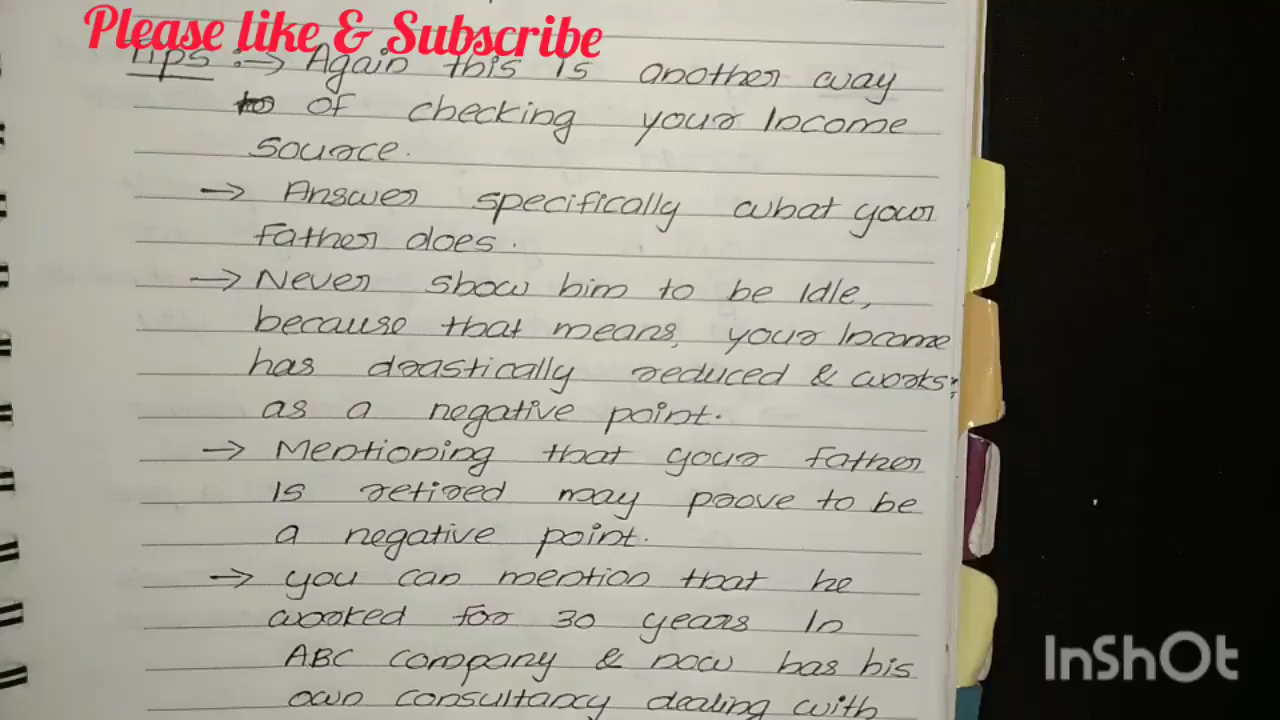 Please like & Subscribe
Tips :→ Again this is another way
to of checking your Income
source.
→ Answer specifically what your
father does.
→ Never show him to be Idle,
because that means, your Income
has drastically reduced & works
as a negative point.
→ Mentioning that your father
Is retired may proove to be
a negative point.
→ you can mention that he
worked for 30 years In
ABC company & now has his
own consultancy dealing with
InShOt